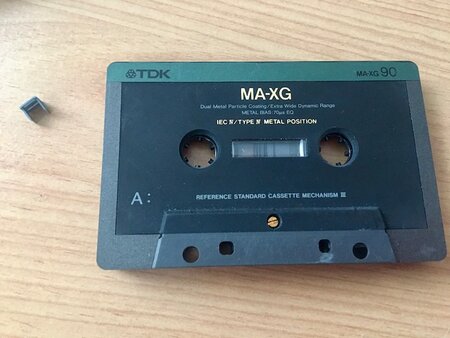 TDK
MA-XG 90
MA-XG
Dual Metal Particle Coating/Extra Wide Dynamic Range
METAL BIAS 70μs EQ
IEC IV/TYPE IV METAL POSITION
A:
REFERENCE STANDARD CASSETTE MECHANISM III